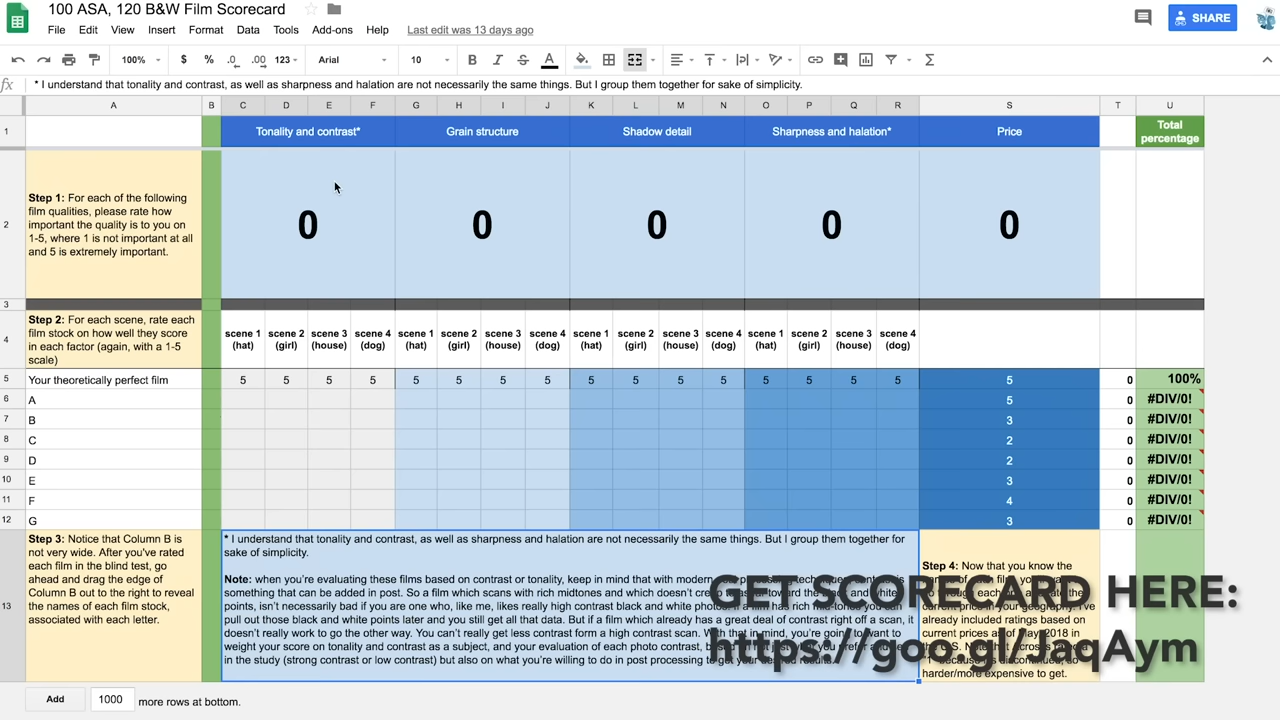 100 ASA, 120 B&W Film Scorecard
File Edit View Insert Format Data Tools Add-ons Help Last edit was 13 days ago
SHARE
100% $ % .0 .00 123 Arial 10 B I S A
fx * I understand that tonality and contrast, as well as sharpness and halation are not necessarily the same things. But I group them together for sake of simplicity.
A B C D E F G H I J K L M N O P Q R S T U
1 Tonality and contrast* Grain structure Shadow detail Sharpness and halation* Price Total
percentage
Step 1: For each of the following
film qualities, please rate how
important the quality is to you on
1-5, where 1 is not important at all
and 5 is extremely important.
2 0 0 0 0 0
3
Step 2: For each scene, rate each
film stock on how well they score
in each factor (again, with a 1-5
scale)
4 scene 1 scene 2 scene 3 scene 4 scene 1 scene 2 scene 3 scene 4 scene 1 scene 2 scene 3 scene 4 scene 1 scene 2 scene 3 scene 4
(hat) (girl) (house) (dog) (hat) (girl) (house) (dog) (hat) (girl) (house) (dog) (hat) (girl) (house) (dog)
5 Your theoretically perfect film 5 5 5 5 5 5 5 5 5 5 5 5 5 5 5 5 5 0 100%
6 A 5 0 #DIV/0!
7 B 3 0 #DIV/0!
8 C 2 0 #DIV/0!
9 D 2 0 #DIV/0!
10 E 3 0 #DIV/0!
11 F 4 0 #DIV/0!
12 G 3 0 #DIV/0!
13
Step 3: Notice that Column B is
not very wide. After you've rated
each film in the blind test, go
ahead and drag the edge of
Column B out to the right to reveal
the names of each film stock,
associated with each letter.
* I understand that tonality and contrast, as well as sharpness and halation are not necessarily the same things. But I group them together for
sake of simplicity.
Note: when you're evaluating these films based on contrast or tonality, keep in mind that with modern
something that can be added in post. So a film which scans with rich midtones and which doesn't
points, isn't necessarily bad if you are one who, like me, likes really high contrast black and white photos. If a film has rich mid-tones you can
pull out those black and white points later and you still get all that data. But if a film which already has a great deal of contrast right off a scan, it
doesn't really work to go the other way. You can't really get less contrast form a high contrast scan. With that in mind, you're going to want to
weight your score on tonality and contrast as a subject, and your evaluation of each photo contrast,
in the study (strong contrast or low contrast) but also on what you're willing to do in post processing to get your
Step 4: Now that you know the
current prices as of May 2018 in
harder/more expensive to get.
GET SCORECARD HERE:
https://goo.gl/JaqAym
Add 1000 more rows at bottom.